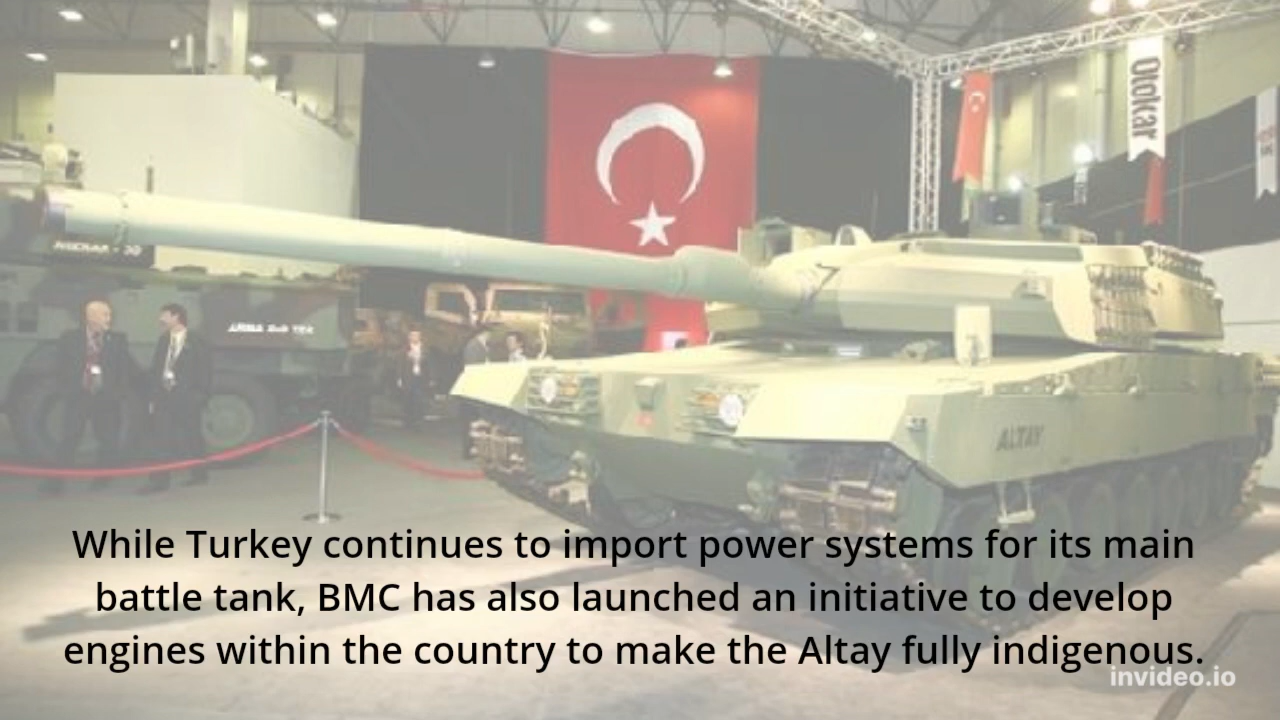 Otokar
ALTAY
While Turkey continues to import power systems for its main
battle tank, BMC has also launched an initiative to develop
engines within the country to make the Altay fully indigenous.
invideo.io